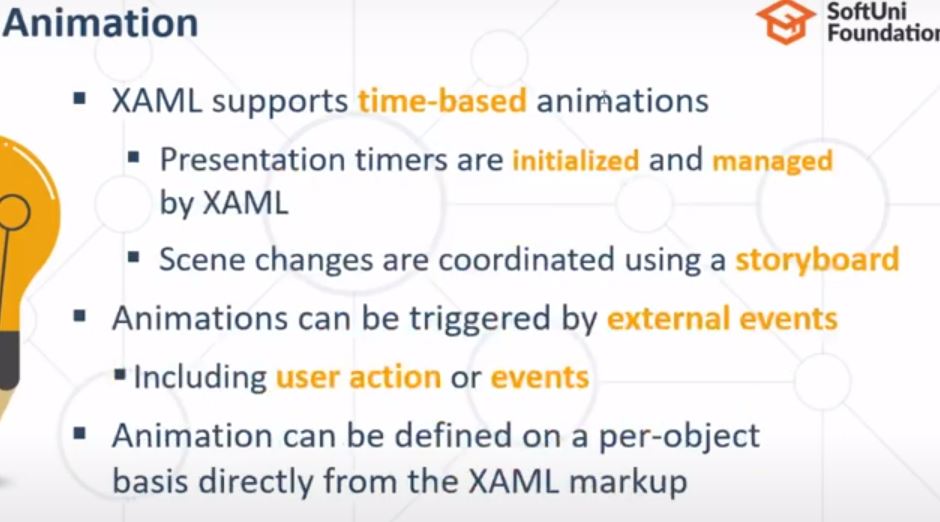 Animation
SoftUni
Foundation
▪ XAML supports time-based animations
▪ Presentation timers are initialized and managed
by XAML
▪ Scene changes are coordinated using a storyboard
▪ Animations can be triggered by external events
▪ Including user action or events
▪ Animation can be defined on a per-object
basis directly from the XAML markup